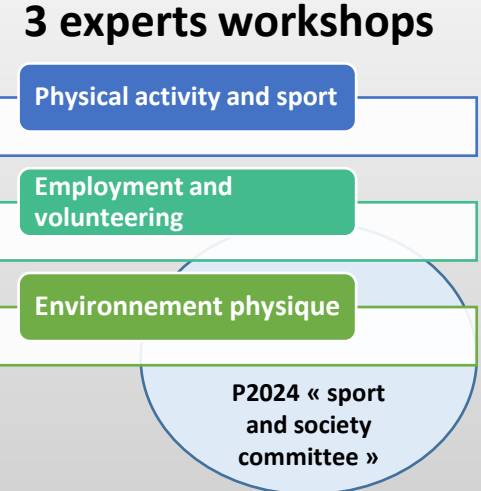 3 experts workshops
Physical activity and sport
Employment and
volunteering
Environnement physique
P2024 « sport
and society
committee »